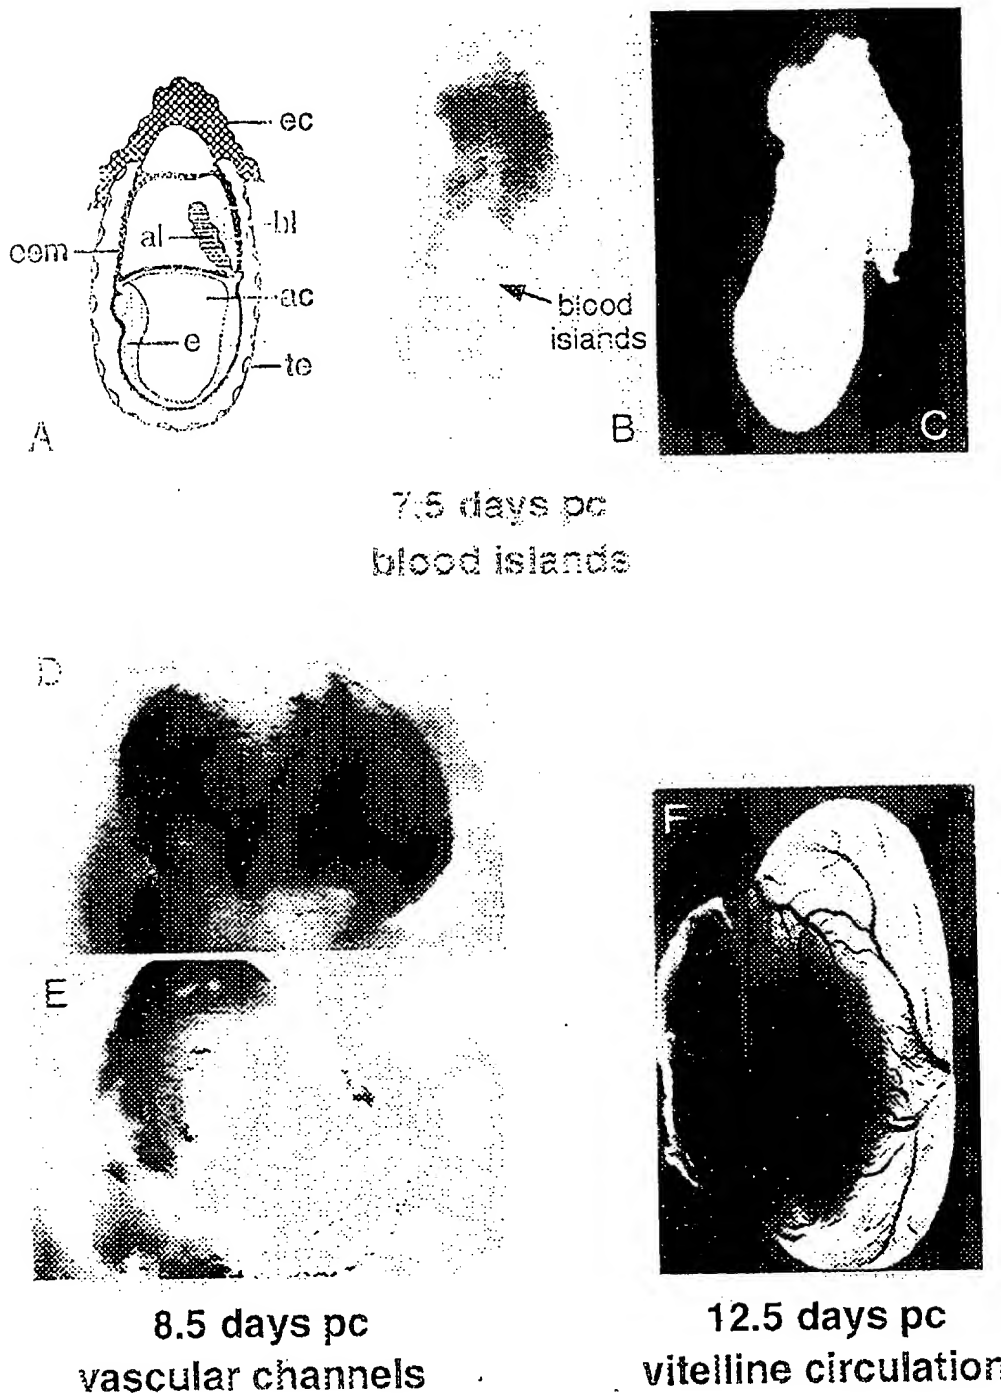 ec
bl
al
ac
e
te
A
blood
islands
B
C
7.5 days pc
blood islands
D
E
F
8.5 days pc
vascular channels
12.5 days pc
vitelline circulation